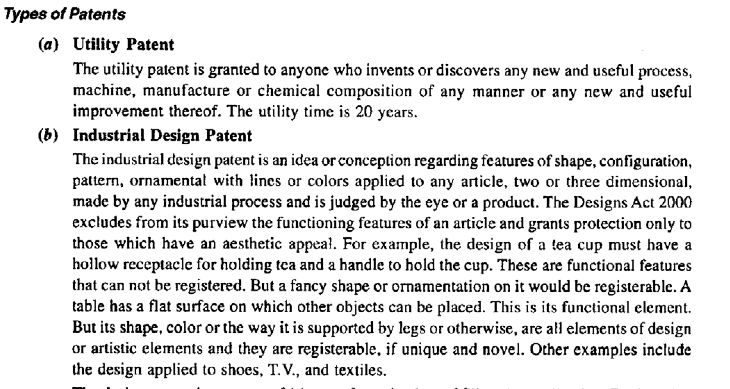 Types of Patents
(a) Utility Patent
The utility patent is granted to anyone who invents or discovers any new and useful process,
machine, manufacture or chemical composition of any manner or any new and useful
improvement thereof. The utility time is 20 years.
(b) Industrial Design Patent
The industrial design patent is an idea or conception regarding features of shape, configuration,
pattern, ornamental with lines or colors applied to any article, two or three dimensional,
made by any industrial process and is judged by the eye or a product. The Designs Act 2000
excludes from its purview the functioning features of an article and grants protection only to
those which have an aesthetic appeal. For example, the design of a tea cup must have a
hollow receptacle for holding tea and a handle to hold the cup. These are functional features
that can not be registered. But a fancy shape or ornamentation on it would be registerable. A
table has a flat surface on which other objects can be placed. This is its functional element.
But its shape, color or the way it is supported by legs or otherwise, are all elements of design
or artistic elements and they are registerable, if unique and novel. Other examples include
the design applied to shoes, T.V., and textiles.